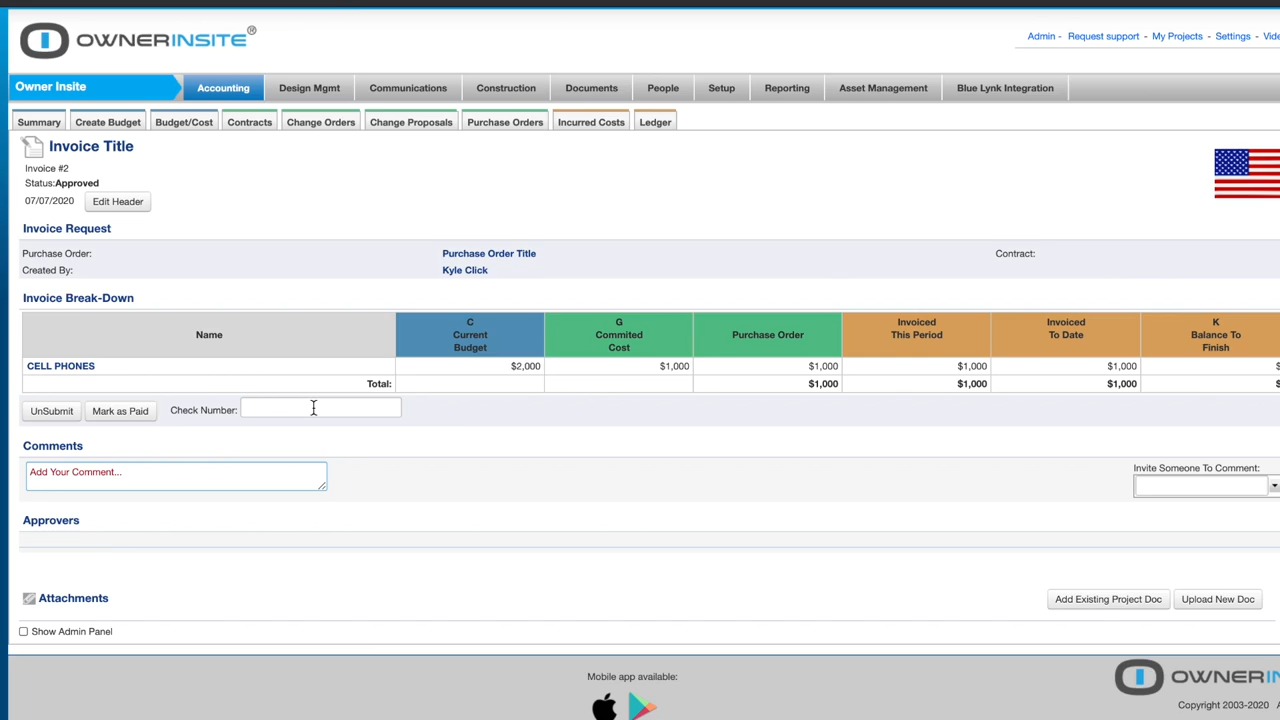 OWNERINSITE®
Admin - Request support - My Projects - Settings -
Owner Insite Accounting Design Mgmt Communications Construction Documents People Setup Reporting Asset Management Blue Lynk Integration
Summary Create Budget Budget/Cost Contracts Change Orders Change Proposals Purchase Orders Incurred Costs Ledger
Invoice Title
Invoice #2
Status:Approved
07/07/2020 Edit Header
Invoice Request
Purchase Order: Purchase Order Title Contract:
Created By: Kyle Click
Invoice Break-Down
Name C Current Budget G Commited Cost Purchase Order Invoiced This Period Invoiced To Date K Balance To Finish
CELL PHONES $2,000 $1,000 $1,000 $1,000 $1,000
Total: $1,000 $1,000 $1,000
UnSubmit Mark as Paid Check Number:
Comments
Add Your Comment...
Invite Someone To Comment:
Approvers
Attachments Add Existing Project Doc Upload New Doc
Show Admin Panel
Mobile app available:
Copyright 2003-2020